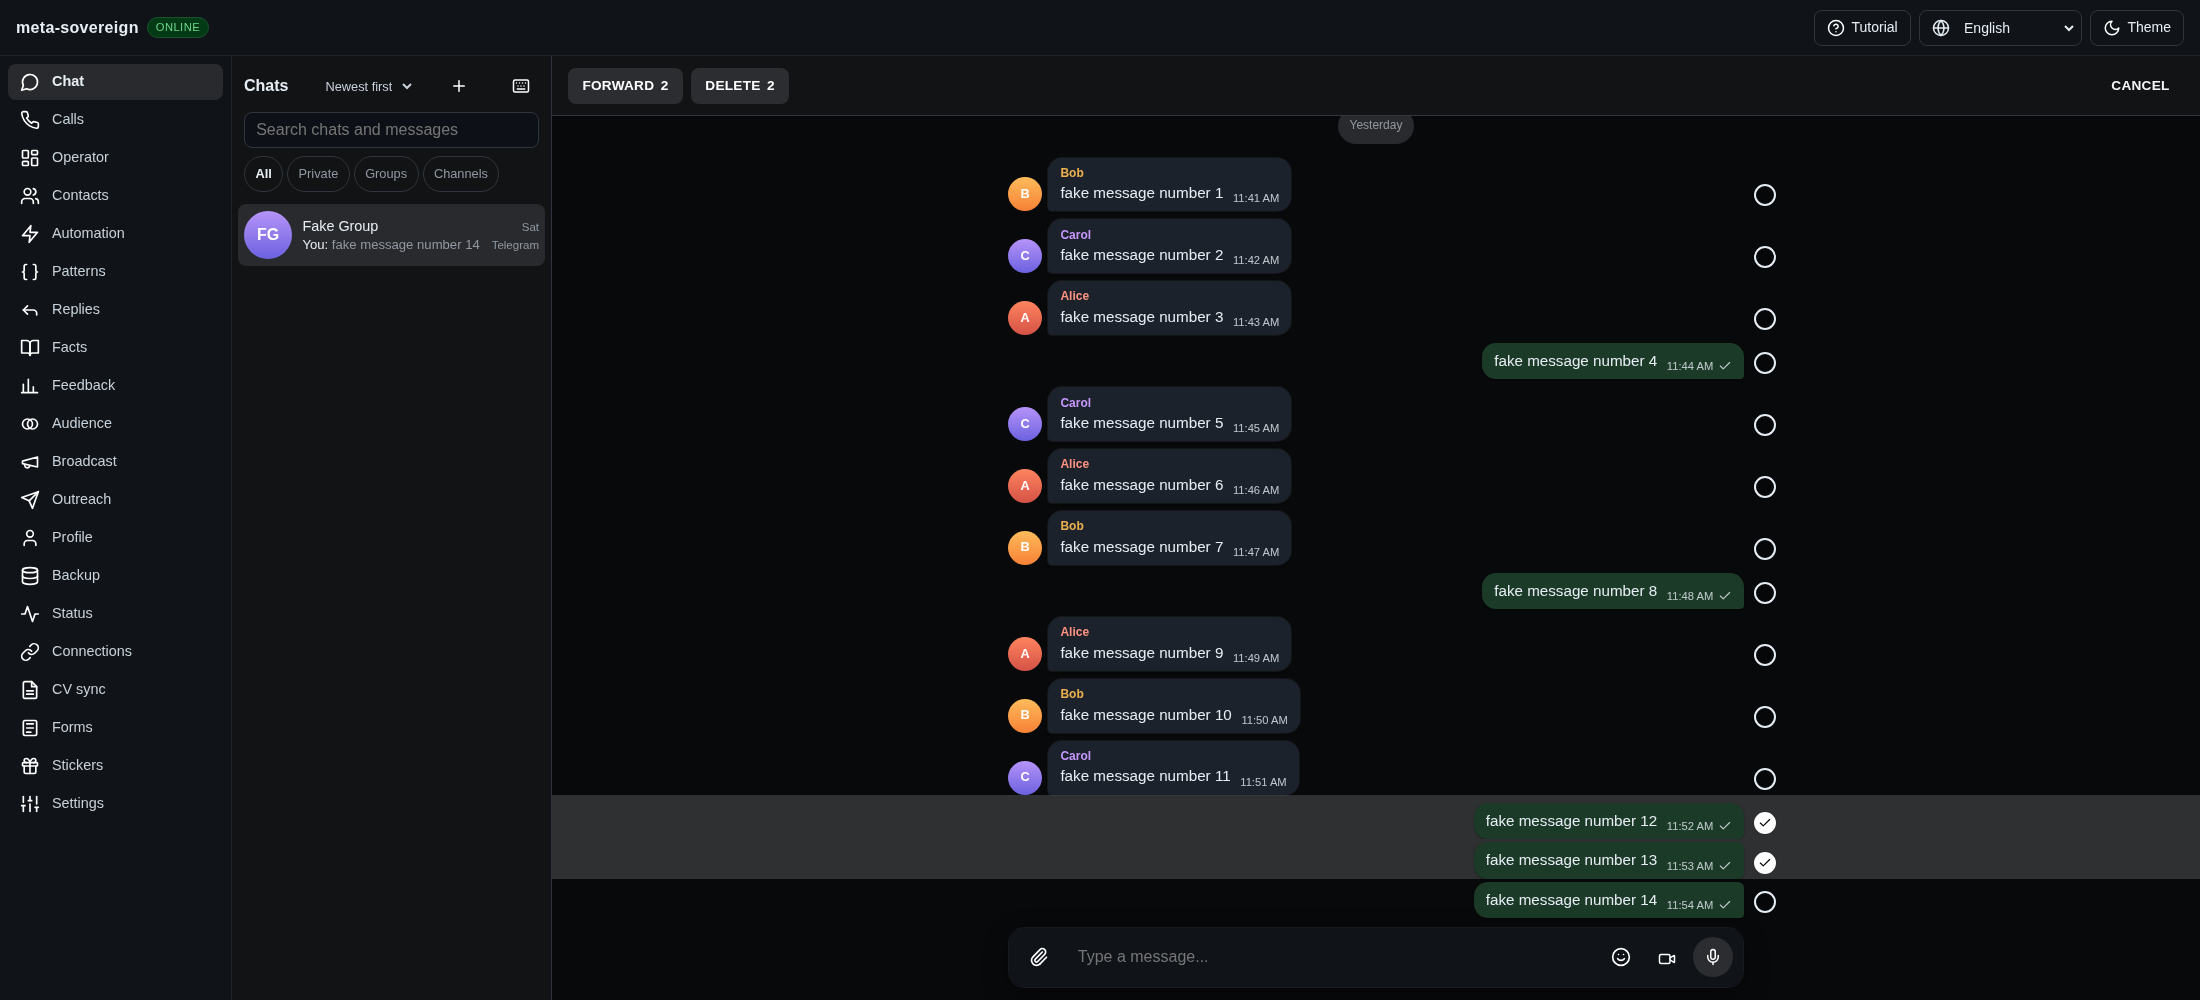 meta-sovereign ONLINE
Tutorial
English
Theme
Chat
Calls
Operator
Contacts
Automation
Patterns
Replies
Facts
Feedback
Audience
Broadcast
Outreach
Profile
Backup
Status
Connections
CV sync
Forms
Stickers
Settings
Chats
Newest first
Search chats and messages
All
Private
Groups
Channels
FG
Fake Group
Sat
You: fake message number 14
Telegram
FORWARD 2
DELETE 2
CANCEL
Yesterday
Bob
B
fake message number 1 11:41 AM
Carol
C
fake message number 2 11:42 AM
Alice
A
fake message number 3 11:43 AM
fake message number 4 11:44 AM
Carol
C
fake message number 5 11:45 AM
Alice
A
fake message number 6 11:46 AM
Bob
B
fake message number 7 11:47 AM
fake message number 8 11:48 AM
Alice
A
fake message number 9 11:49 AM
Bob
B
fake message number 10 11:50 AM
Carol
C
fake message number 11 11:51 AM
fake message number 12 11:52 AM
fake message number 13 11:53 AM
fake message number 14 11:54 AM
Type a message...